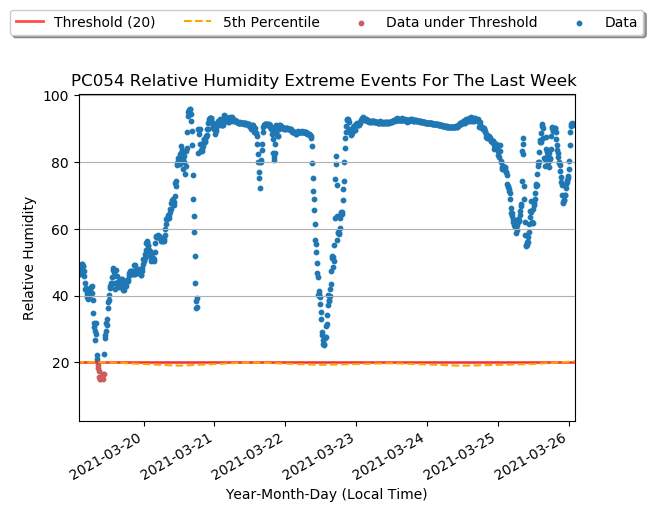 Threshold (20) 5th Percentile Data under Threshold Data
PC054 Relative Humidity Extreme Events For The Last Week
100
80
60
40
20
Relative Humidity
2021-03-20 2021-03-21 2021-03-22 2021-03-23 2021-03-24 2021-03-25 2021-03-26
Year-Month-Day (Local Time)